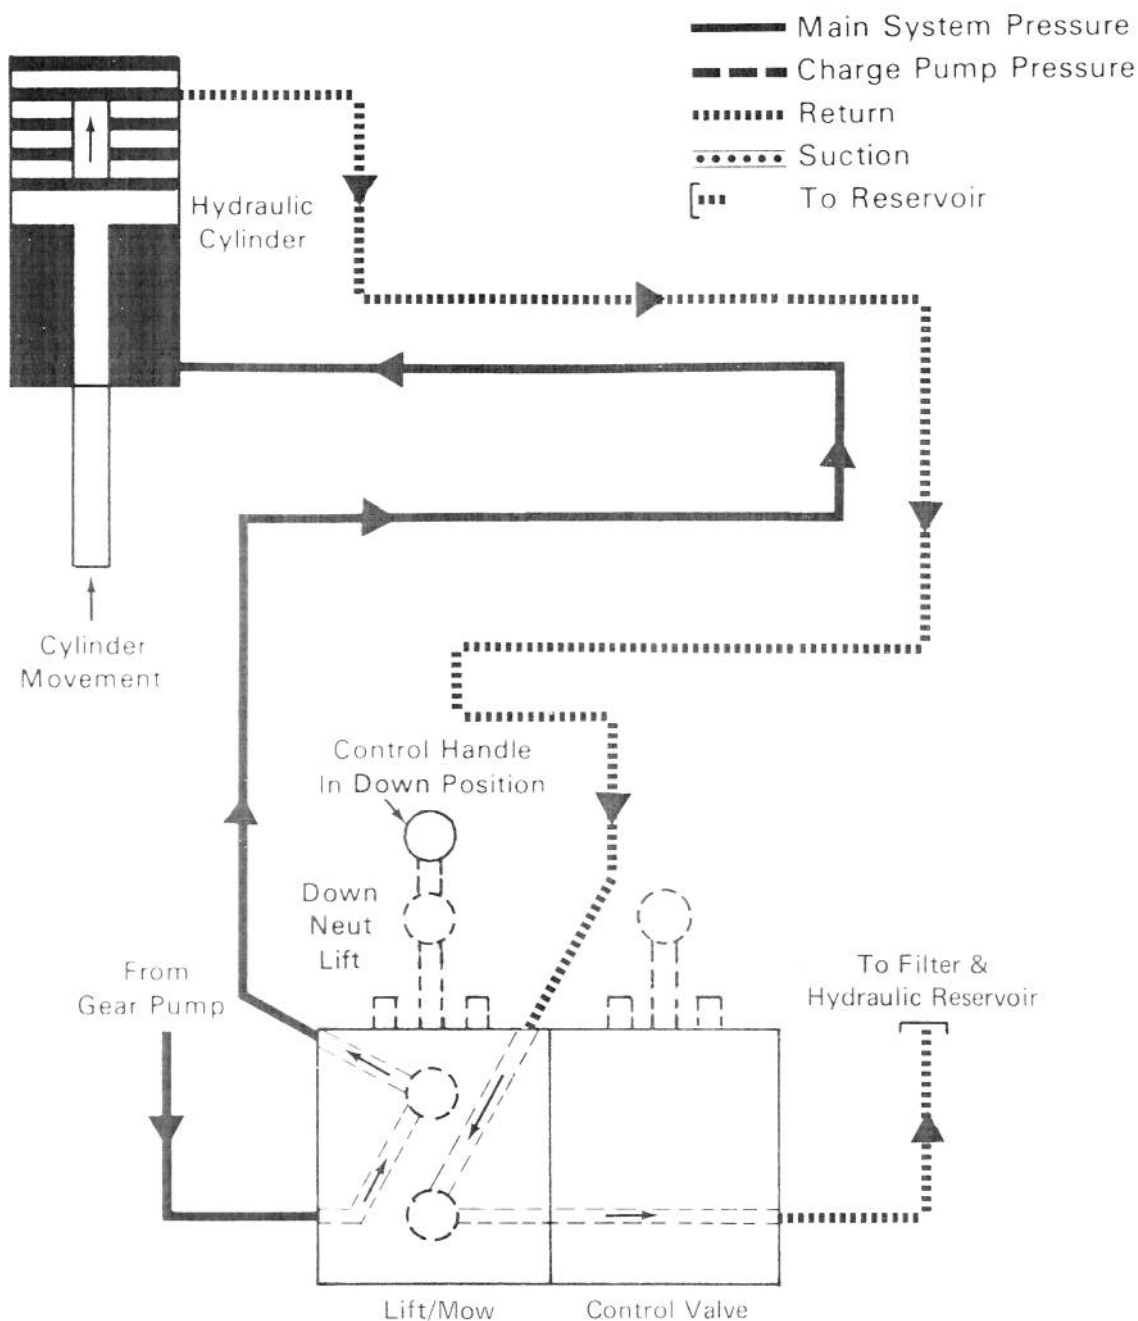 Main System Pressure
Charge Pump Pressure
Return
Suction
To Reservoir
Hydraulic
Cylinder
Cylinder
Movement
Control Handle
In Down Position
Down
Neut
Lift
From
Gear Pump
To Filter &
Hydraulic Reservoir
Lift/Mow
Control Valve